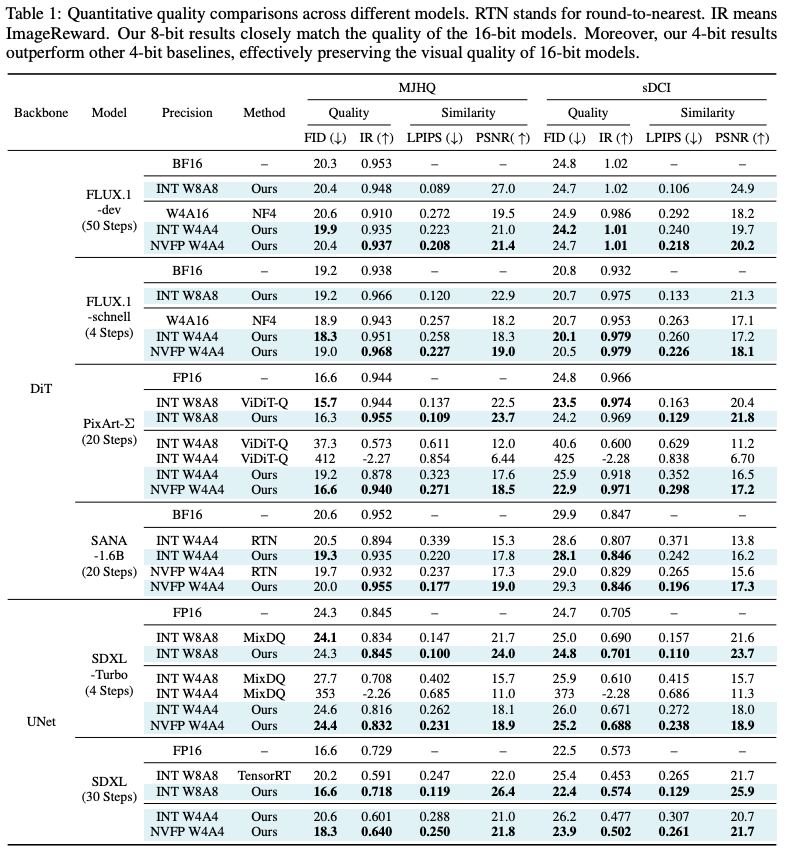 Table 1: Quantitative quality comparisons across different models. RTN stands for round-to-nearest. IR means
ImageReward. Our 8-bit results closely match the quality of the 16-bit models. Moreover, our 4-bit results
outperform other 4-bit baselines, effectively preserving the visual quality of 16-bit models.
MJHQ sDCI
Backbone Model Precision Method Quality Similarity Quality Similarity
FID (↓) IR (↑) LPIPS (↓) PSNR( ↑) FID (↓) IR (↑) LPIPS (↓) PSNR (↑)
DiT
FLUX.1
-dev
(50 Steps)
BF16 – 20.3 0.953 – – 24.8 1.02 – –
INT W8A8 Ours 20.4 0.948 0.089 27.0 24.7 1.02 0.106 24.9
W4A16 NF4 20.6 0.910 0.272 19.5 24.9 0.986 0.292 18.2
INT W4A4 Ours 19.9 0.935 0.223 21.0 24.2 1.01 0.240 19.7
NVFP W4A4 Ours 20.4 0.937 0.208 21.4 24.7 1.01 0.218 20.2
FLUX.1
-schnell
(4 Steps)
BF16 – 19.2 0.938 – – 20.8 0.932 – –
INT W8A8 Ours 19.2 0.966 0.120 22.9 20.7 0.975 0.133 21.3
W4A16 NF4 18.9 0.943 0.257 18.2 20.7 0.953 0.263 17.1
INT W4A4 Ours 18.3 0.951 0.258 18.3 20.1 0.979 0.260 17.2
NVFP W4A4 Ours 19.0 0.968 0.227 19.0 20.5 0.979 0.226 18.1
PixArt-Σ
(20 Steps)
FP16 – 16.6 0.944 – – 24.8 0.966
INT W8A8 ViDiT-Q 15.7 0.944 0.137 22.5 23.5 0.974 0.163 20.4
INT W8A8 Ours 16.3 0.955 0.109 23.7 24.2 0.969 0.129 21.8
INT W4A8 ViDiT-Q 37.3 0.573 0.611 12.0 40.6 0.600 0.629 11.2
INT W4A4 ViDiT-Q 412 -2.27 0.854 6.44 425 -2.28 0.838 6.70
INT W4A4 Ours 19.2 0.878 0.323 17.6 25.9 0.918 0.352 16.5
NVFP W4A4 Ours 16.6 0.940 0.271 18.5 22.9 0.971 0.298 17.2
SANA
-1.6B
(20 Steps)
BF16 – 20.6 0.952 – – 29.9 0.847 – –
INT W4A4 RTN 20.5 0.894 0.339 15.3 28.6 0.807 0.371 13.8
INT W4A4 Ours 19.3 0.935 0.220 17.8 28.1 0.846 0.242 16.2
NVFP W4A4 RTN 19.7 0.932 0.237 17.3 29.0 0.829 0.265 15.6
NVFP W4A4 Ours 20.0 0.955 0.177 19.0 29.3 0.846 0.196 17.3
UNet
SDXL
-Turbo
(4 Steps)
FP16 – 24.3 0.845 – – 24.7 0.705 – –
INT W8A8 MixDQ 24.1 0.834 0.147 21.7 25.0 0.690 0.157 21.6
INT W8A8 Ours 24.3 0.845 0.100 24.0 24.8 0.701 0.110 23.7
INT W4A8 MixDQ 27.7 0.708 0.402 15.7 25.9 0.610 0.415 15.7
INT W4A4 MixDQ 353 -2.26 0.685 11.0 373 -2.28 0.686 11.3
INT W4A4 Ours 24.6 0.816 0.262 18.1 26.0 0.671 0.272 18.0
NVFP W4A4 Ours 24.4 0.832 0.231 18.9 25.2 0.688 0.238 18.9
SDXL
(30 Steps)
FP16 – 16.6 0.729 – – 22.5 0.573 – –
INT W8A8 TensorRT 20.2 0.591 0.247 22.0 25.4 0.453 0.265 21.7
INT W8A8 Ours 16.6 0.718 0.119 26.4 22.4 0.574 0.129 25.9
INT W4A4 Ours 20.6 0.601 0.288 21.0 26.2 0.477 0.307 20.7
NVFP W4A4 Ours 18.3 0.640 0.250 21.8 23.9 0.502 0.261 21.7